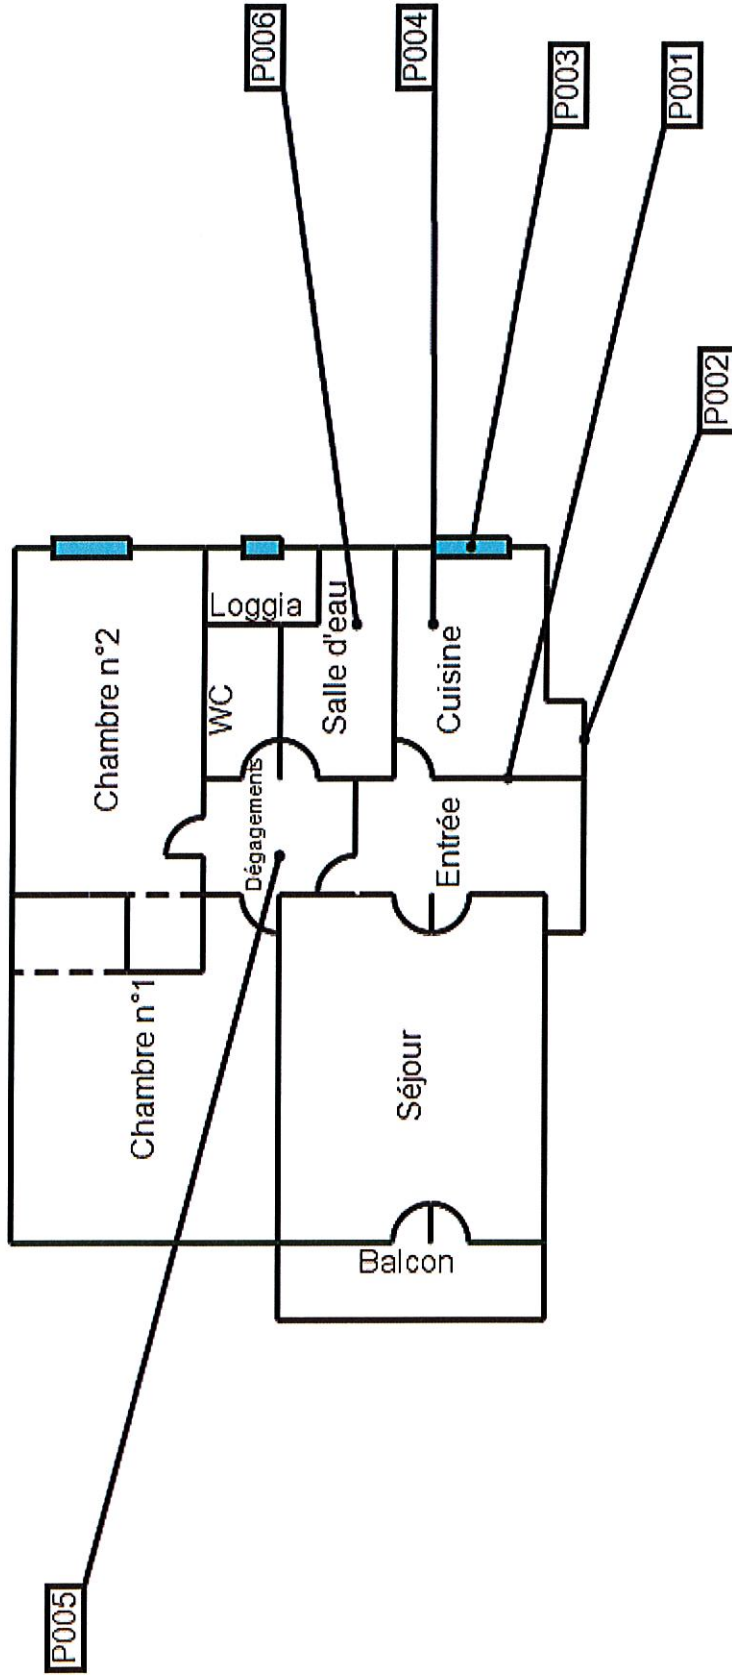 P005
P006
P004
P003
P001
P002
Chambre n°1
Chambre n°2
Loggia
WC
Salle d'eau
Dégagements
Cuisine
Entrée
Séjour
Balcon